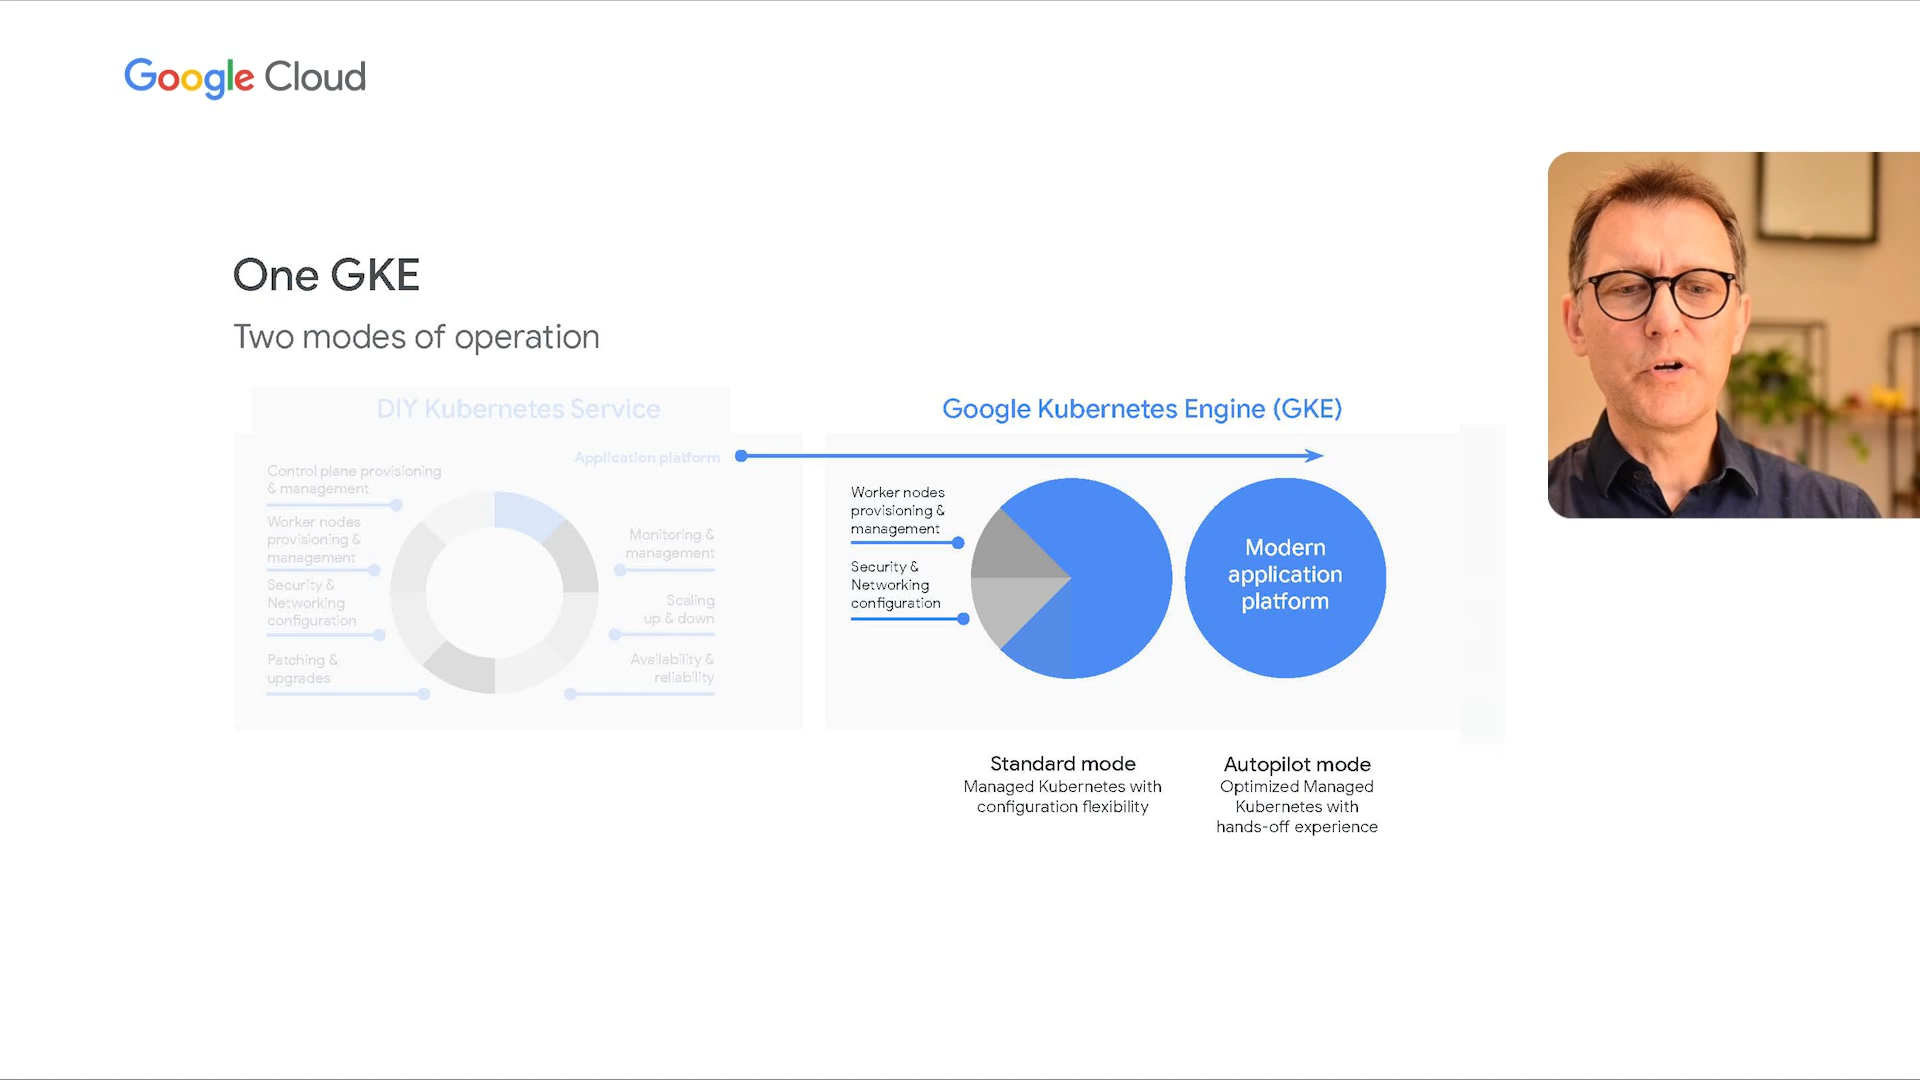 Google Cloud
One GKE
Two modes of operation
DIY Kubernetes Service
Application platform
Control plane provisioning
& management
Worker nodes
provisioning &
management
Security &
Networking
configuration
Patching &
upgrades
Monitoring &
management
Scaling
up & down
Availability &
reliability
Google Kubernetes Engine (GKE)
Worker nodes
provisioning &
management
Security &
Networking
configuration
Modern
application
platform
Standard mode
Managed Kubernetes with
configuration flexibility
Autopilot mode
Optimized Managed
Kubernetes with
hands-off experience